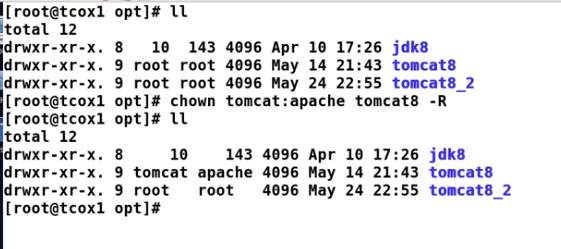 [root@tcox1 opt]# ll
total 12
drwxr-xr-x. 8   10  143 4096 Apr 10 17:26 jdk8
drwxr-xr-x. 9 root root 4096 May 14 21:43 tomcat8
drwxr-xr-x. 9 root root 4096 May 24 22:55 tomcat8_2
[root@tcox1 opt]# chown tomcat:apache tomcat8 -R
[root@tcox1 opt]# ll
total 12
drwxr-xr-x. 8     10    143 4096 Apr 10 17:26 jdk8
drwxr-xr-x. 9 tomcat apache 4096 May 14 21:43 tomcat8
drwxr-xr-x. 9 root   root   4096 May 24 22:55 tomcat8_2
[root@tcox1 opt]#